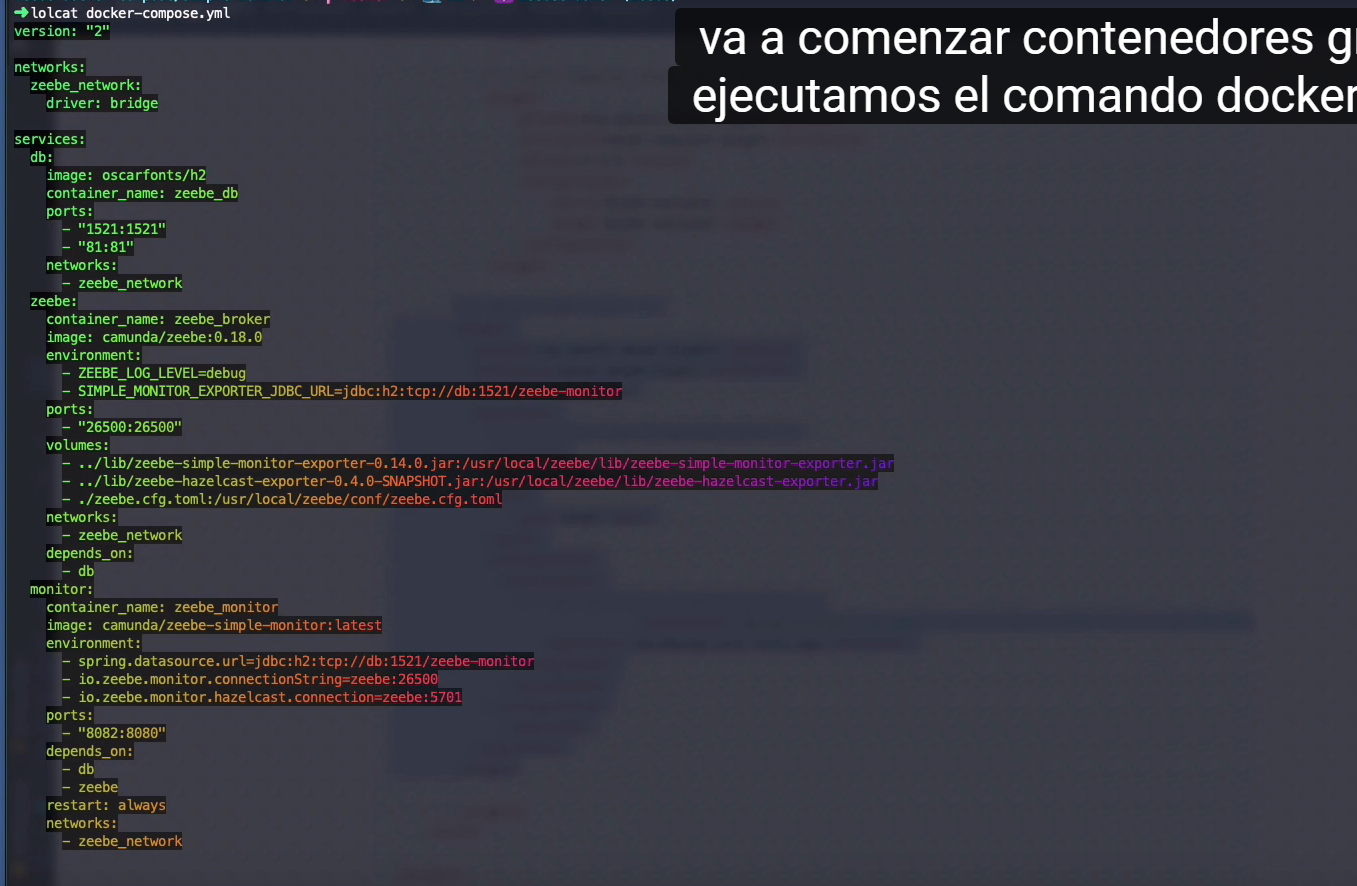 ➜lolcat docker-compose.yml
version: "2"
networks:
  zeebe_network:
    driver: bridge
services:
  db:
    image: oscarfonts/h2
    container_name: zeebe_db
    ports:
      - "1521:1521"
      - "81:81"
    networks:
      - zeebe_network
  zeebe:
    container_name: zeebe_broker
    image: camunda/zeebe:0.18.0
    environment:
      - ZEEBE_LOG_LEVEL=debug
      - SIMPLE_MONITOR_EXPORTER_JDBC_URL=jdbc:h2:tcp://db:1521/zeebe-monitor
    ports:
      - "26500:26500"
    volumes:
      - ../lib/zeebe-simple-monitor-exporter-0.14.0.jar:/usr/local/zeebe/lib/zeebe-simple-monitor-exporter.jar
      - ../lib/zeebe-hazelcast-exporter-0.4.0-SNAPSHOT.jar:/usr/local/zeebe/lib/zeebe-hazelcast-exporter.jar
      - ./zeebe.cfg.toml:/usr/local/zeebe/conf/zeebe.cfg.toml
    networks:
      - zeebe_network
    depends_on:
      - db
  monitor:
    container_name: zeebe_monitor
    image: camunda/zeebe-simple-monitor:latest
    environment:
      - spring.datasource.url=jdbc:h2:tcp://db:1521/zeebe-monitor
      - io.zeebe.monitor.connectionString=zeebe:26500
      - io.zeebe.monitor.hazelcast.connection=zeebe:5701
    ports:
      - "8082:8080"
    depends_on:
      - db
      - zeebe
    restart: always
    networks:
      - zeebe_network
va a comenzar contenedores
ejecutamos el comando docker